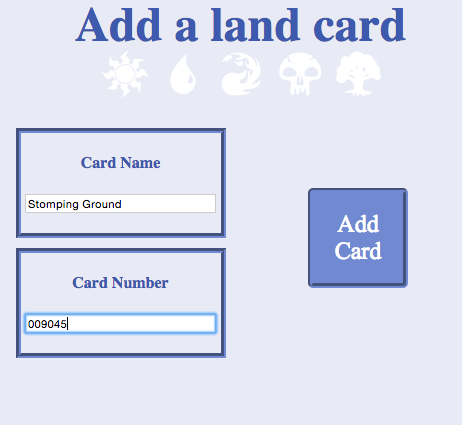 Add a land card
Card Name
Stomping Ground
Card Number
009045
Add
Card